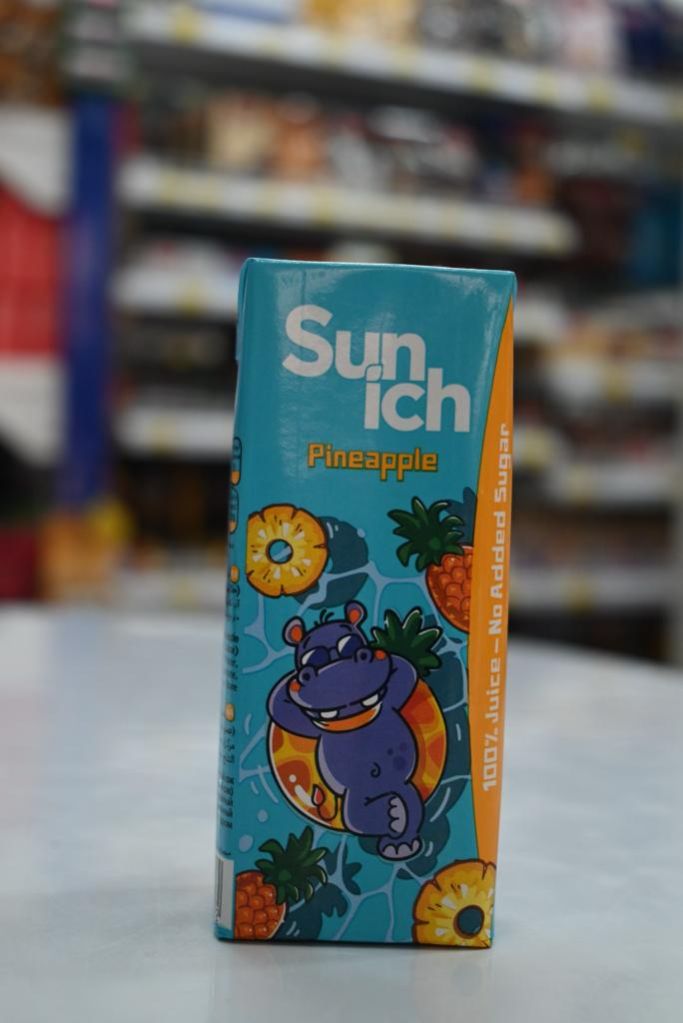 Sun
ich
Pineapple
100% Juice – No Added Sugar